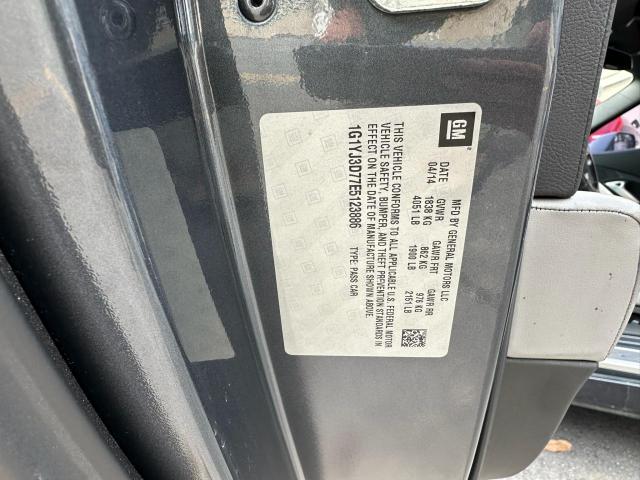 GM
MFD BY GENERAL MOTORS LLC
DATE GVWR GAWR FRT GAWR RR
04/14 1838 KG 862 KG 976 KG
4051 LB 1900 LB 2151 LB
THIS VEHICLE CONFORMS TO ALL APPLICABLE U.S. FEDERAL MOTOR
VEHICLE SAFETY, BUMPER, AND THEFT PREVENTION STANDARDS IN
EFFECT ON THE DATE OF MANUFACTURE SHOWN ABOVE.
1G1YJ3D77E5123886 TYPE: PASS CAR